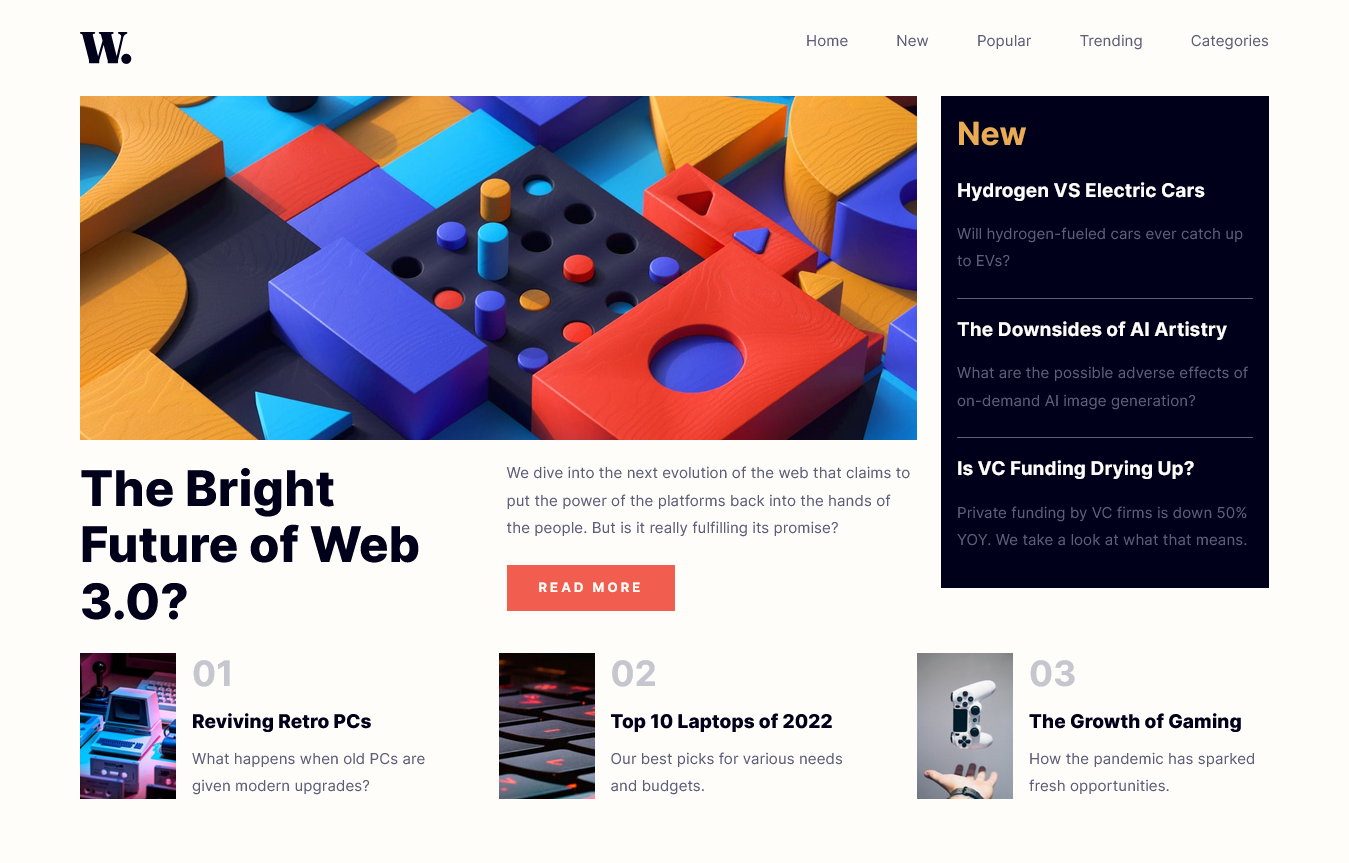 W.
Home New Popular Trending Categories
The Bright
Future of Web
3.0?
We dive into the next evolution of the web that claims to
put the power of the platforms back into the hands of
the people. But is it really fulfilling its promise?
READ MORE
New
Hydrogen VS Electric Cars
Will hydrogen-fueled cars ever catch up
to EVs?
The Downsides of AI Artistry
What are the possible adverse effects of
on-demand AI image generation?
Is VC Funding Drying Up?
Private funding by VC firms is down 50%
YOY. We take a look at what that means.
01
Reviving Retro PCs
What happens when old PCs are
given modern upgrades?
02
Top 10 Laptops of 2022
Our best picks for various needs
and budgets.
03
The Growth of Gaming
How the pandemic has sparked
fresh opportunities.